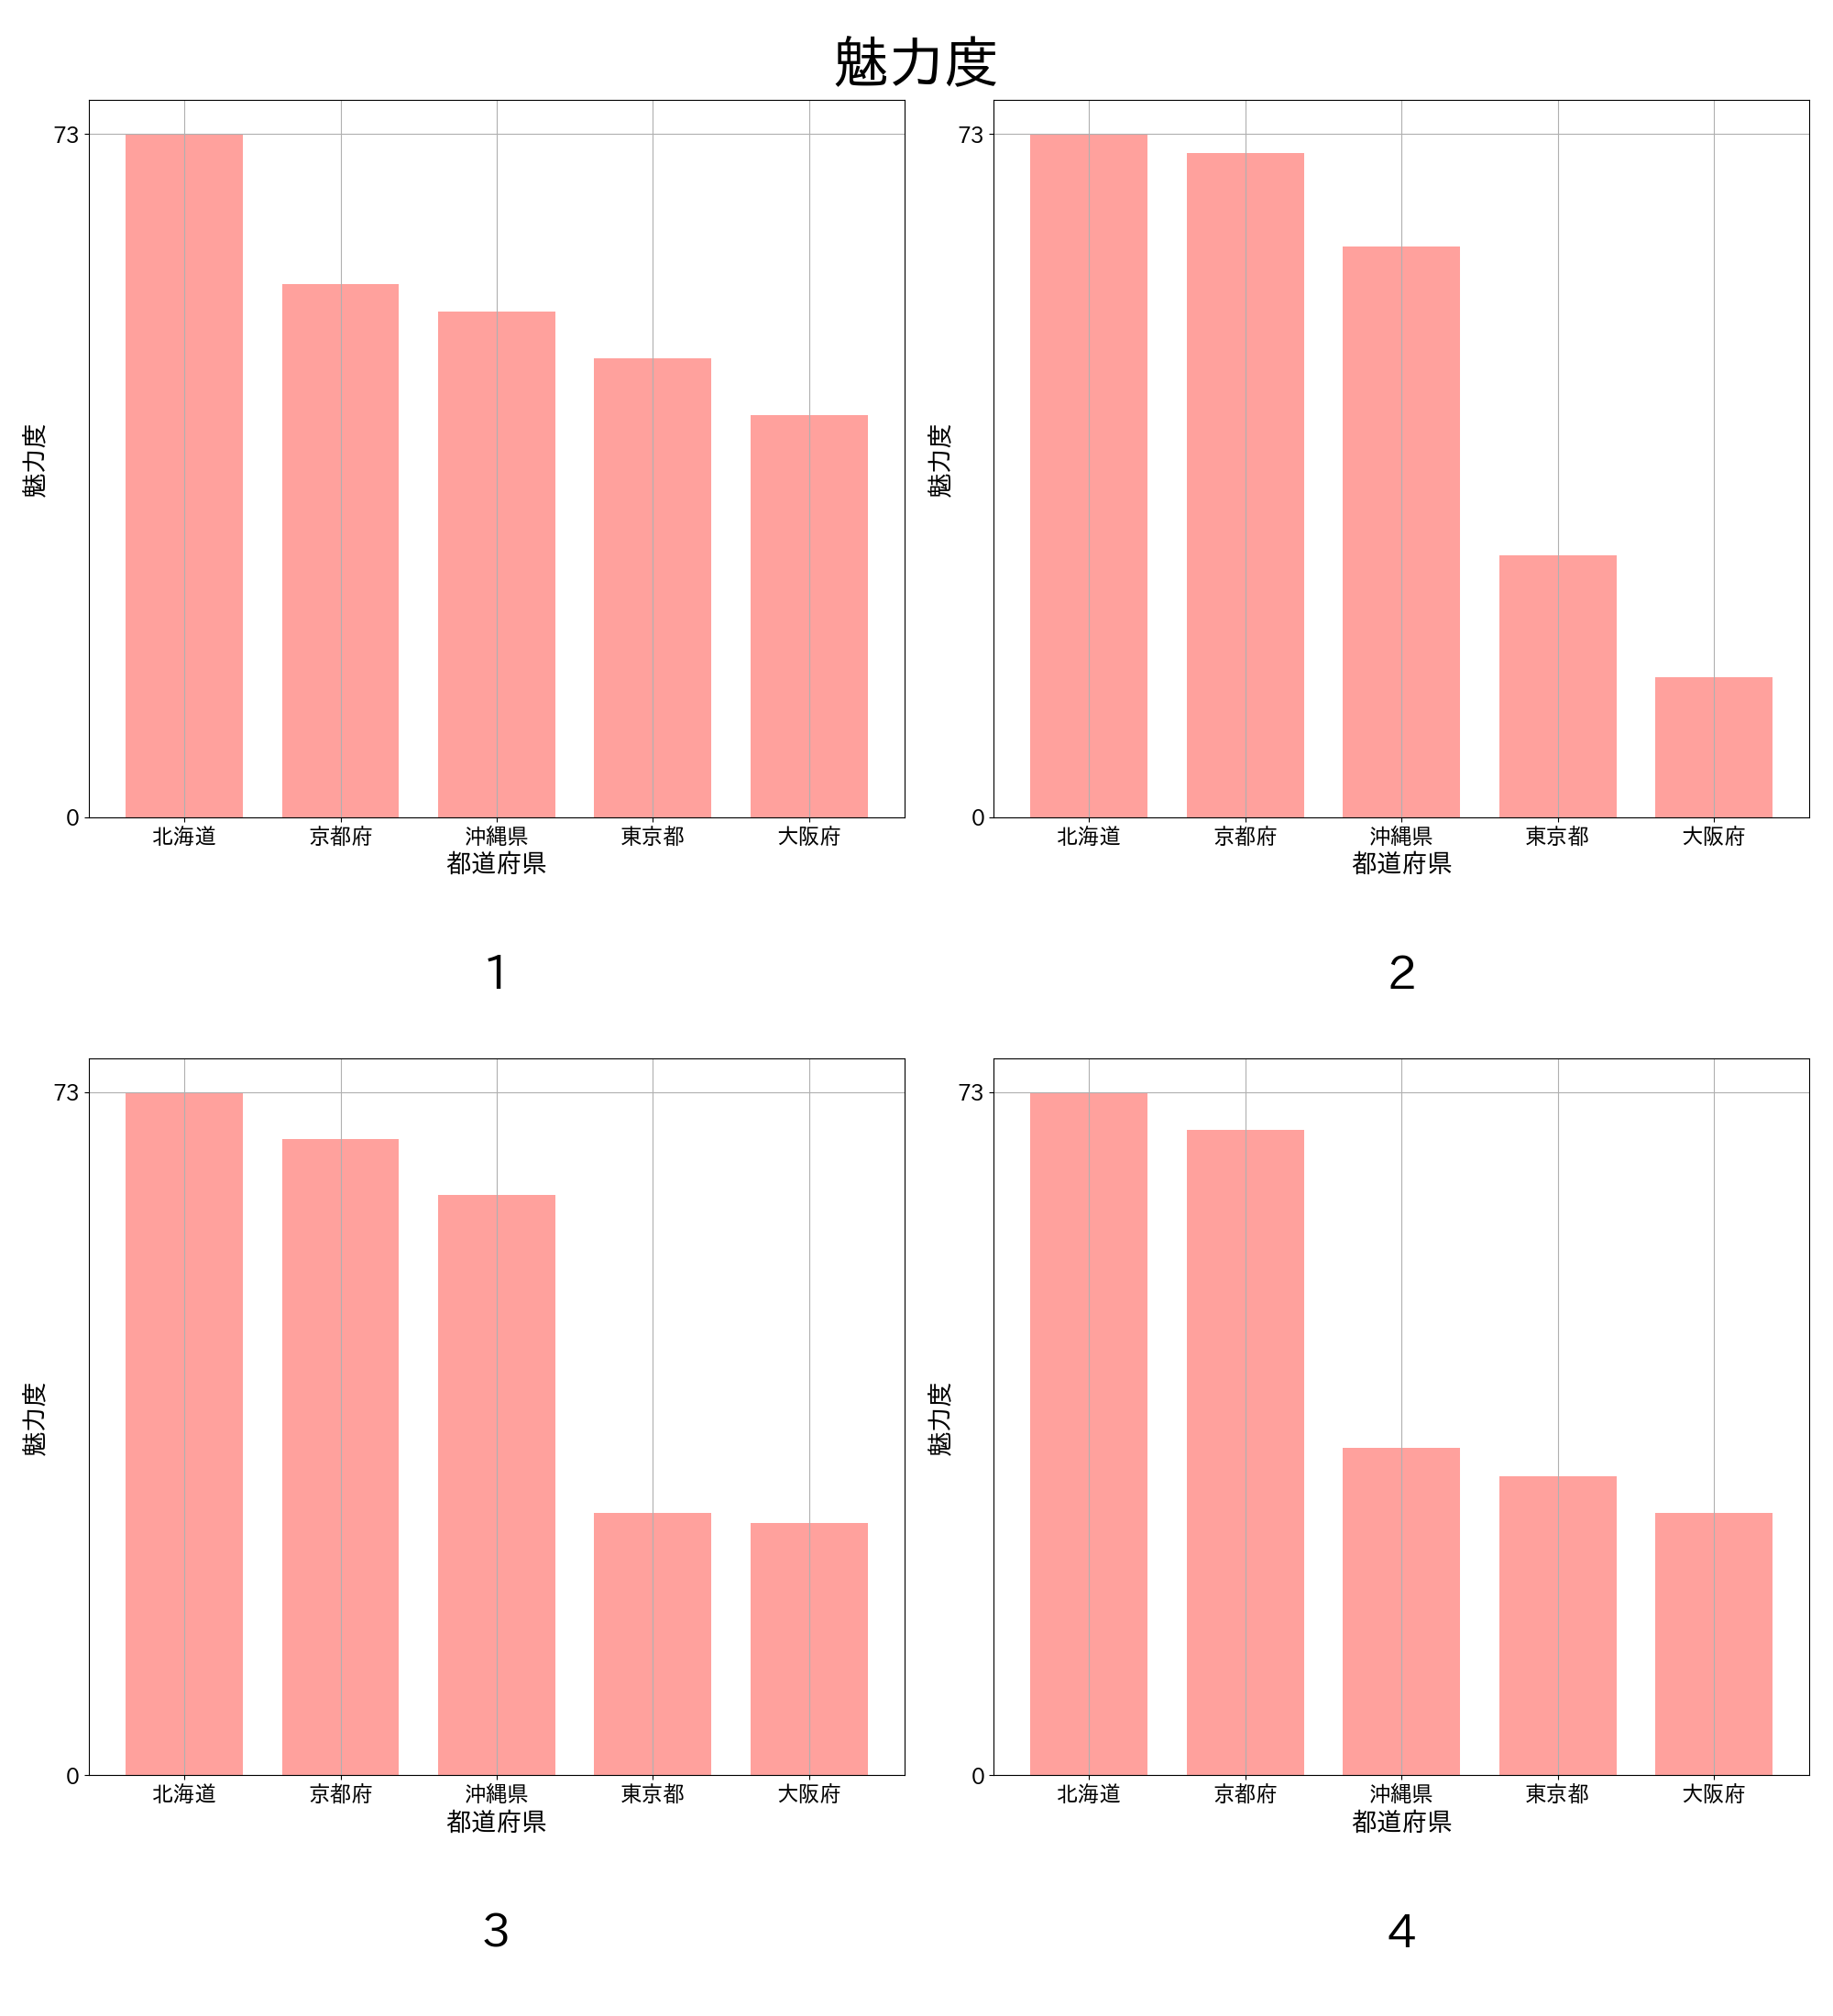 魅力度
73
0
魅力度
北海道 京都府 沖縄県 東京都 大阪府
都道府県
1
73
0
魅力度
北海道 京都府 沖縄県 東京都 大阪府
都道府県
2
73
0
魅力度
北海道 京都府 沖縄県 東京都 大阪府
都道府県
3
73
0
魅力度
北海道 京都府 沖縄県 東京都 大阪府
都道府県
4